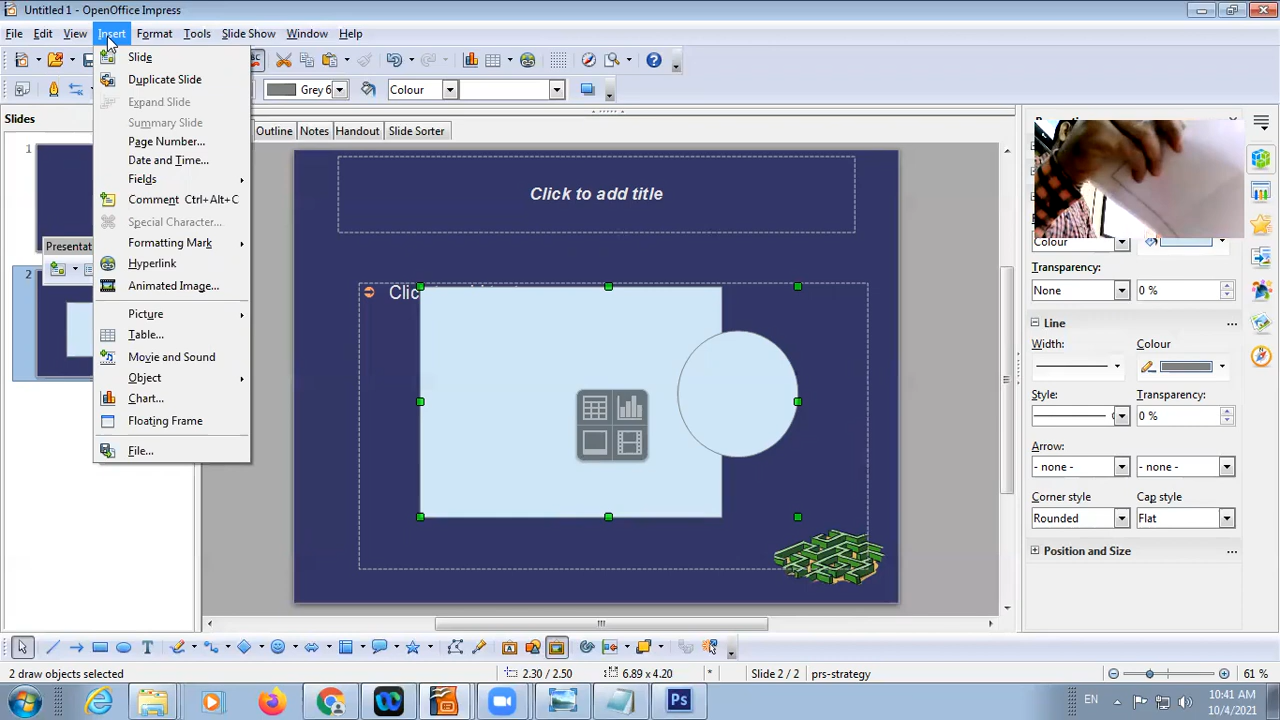 Untitled 1 - OpenOffice Impress
File Edit View Insert Format Tools Slide Show Window Help
Grey 6
Colour
Slides
Slide
Duplicate Slide
Expand Slide
Summary Slide
Page Number...
Date and Time...
Fields
Comment Ctrl+Alt+C
Special Character...
Formatting Mark
Hyperlink
Animated Image...
Picture
Table...
Movie and Sound
Object
Chart...
Floating Frame
File...
1
Presentat
2
Outline Notes Handout Slide Sorter
Click to add title
Clic
Colour
Transparency:
None
0 %
Line
Width:
Colour
Style:
Transparency:
0 %
Arrow:
- none -
- none -
Corner style
Cap style
Rounded
Flat
Position and Size
2 draw objects selected
2.30 / 2.50
6.89 x 4.20
*
Slide 2 / 2
prs-strategy
61 %
EN
10:41 AM
10/4/2021
Ps